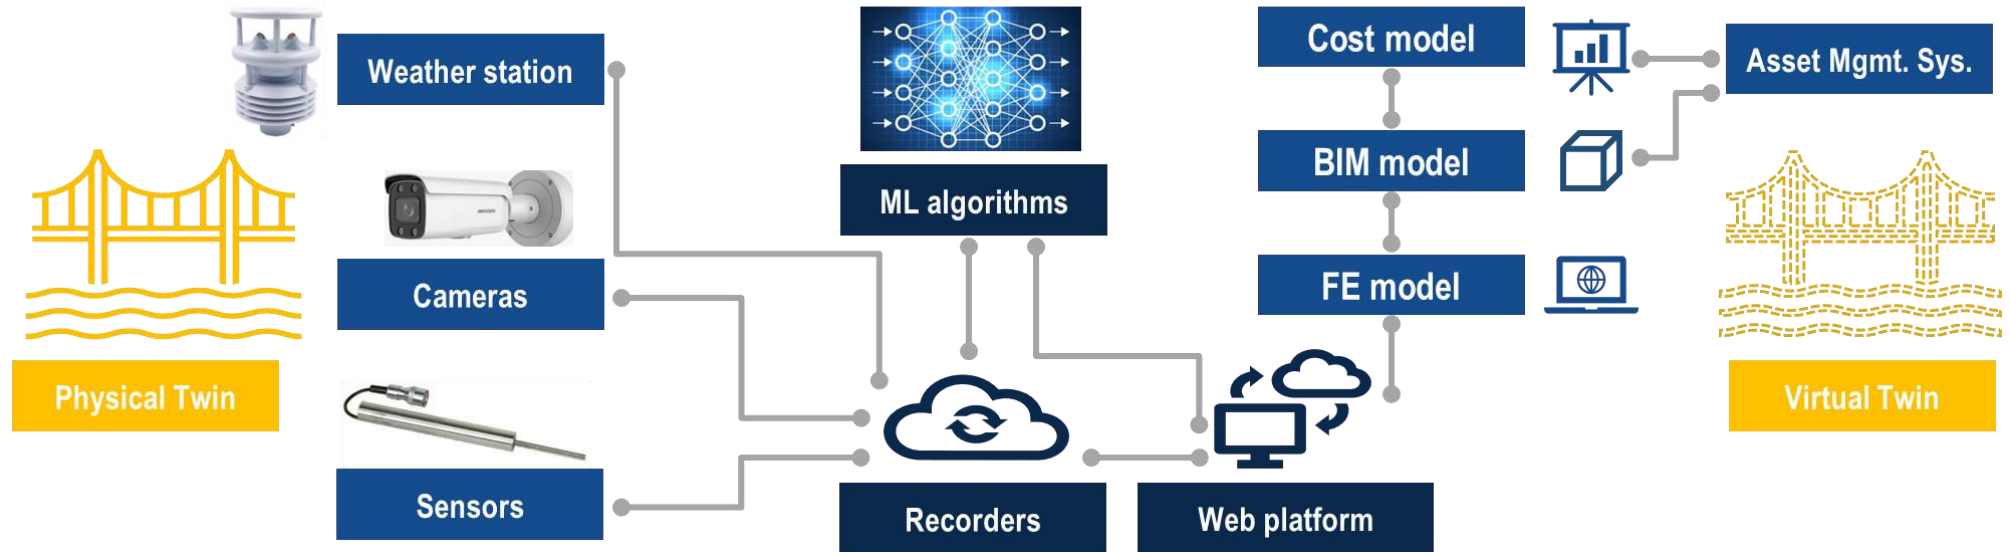 Weather station
Cost model
Asset Mgmt. Sys.
BIM model
ML algorithms
Cameras
FE model
Physical Twin
Virtual Twin
Sensors
Recorders
Web platform